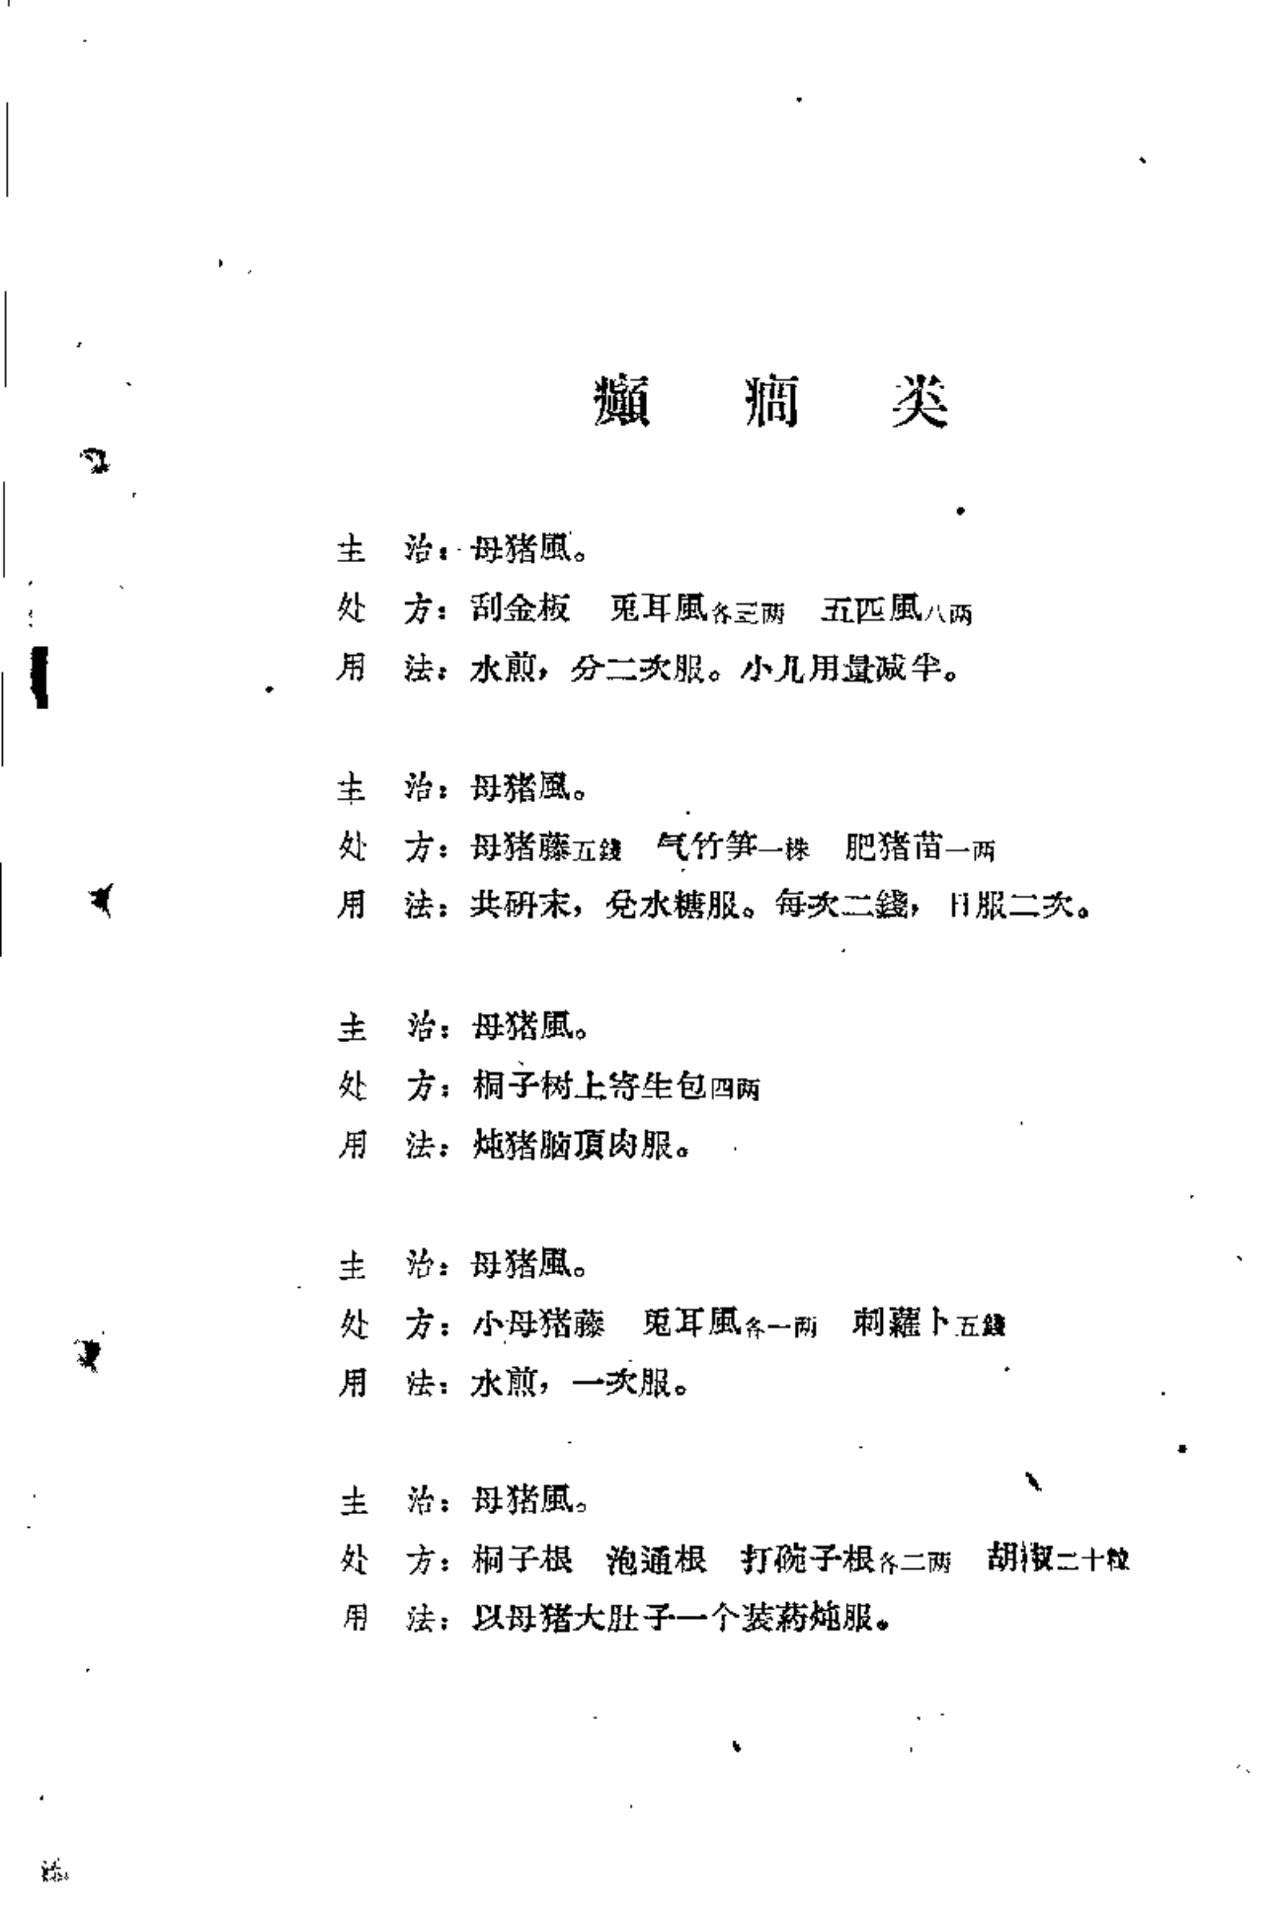 癲癇类
主　治：母猪風。
处　方：刮金板　兎耳風各三两　五匹風八两
用　法：水煎，分二次服。小儿用量减半。
主　治：母猪風。
处　方：母猪藤五錢　气竹笋一株　肥猪苗一两
用　法：共研末，兌水糖服。每次二錢，日服二次。
主　治：母猪風。
处　方：桐子树上寄生包四两
用　法：炖猪脑頂肉服。
主　治：母猪風。
处　方：小母猪藤　兎耳風各一两　刺蘿卜五錢
用　法：水煎，一次服。
主　治：母猪風。
处　方：桐子根　泡通根　打碗子根各二两　胡椒二十粒
用　法：以母猪大肚子一个装葯炖服。